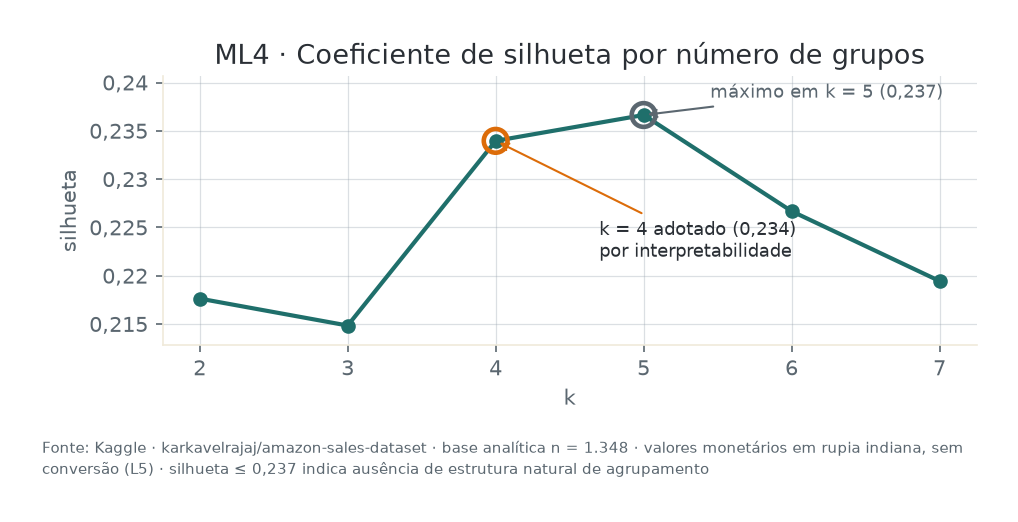 ML4 · Coeficiente de silhueta por número de grupos
0,24
máximo em k = 5 (0,237)
0,235
0,23
k = 4 adotado (0,234)
por interpretabilidade
0,225
0,22
0,215
silhueta
2 3 4 5 6 7
k
Fonte: Kaggle · karkavelrajaj/amazon-sales-dataset · base analítica n = 1.348 · valores monetários em rupia indiana, sem
conversão (L5) · silhueta ≤ 0,237 indica ausência de estrutura natural de agrupamento